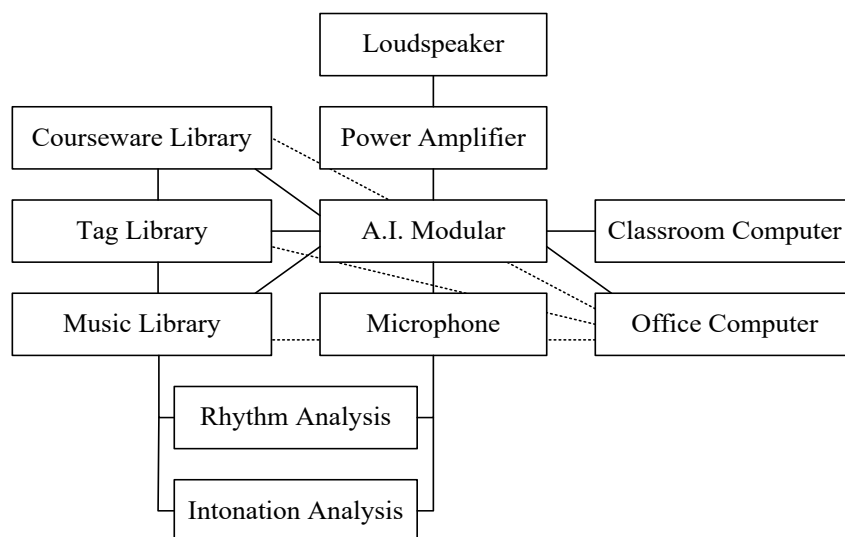 Loudspeaker
Courseware Library
Power Amplifier
Tag Library
A.I. Modular
Classroom Computer
Music Library
Microphone
Office Computer
Rhythm Analysis
Intonation Analysis